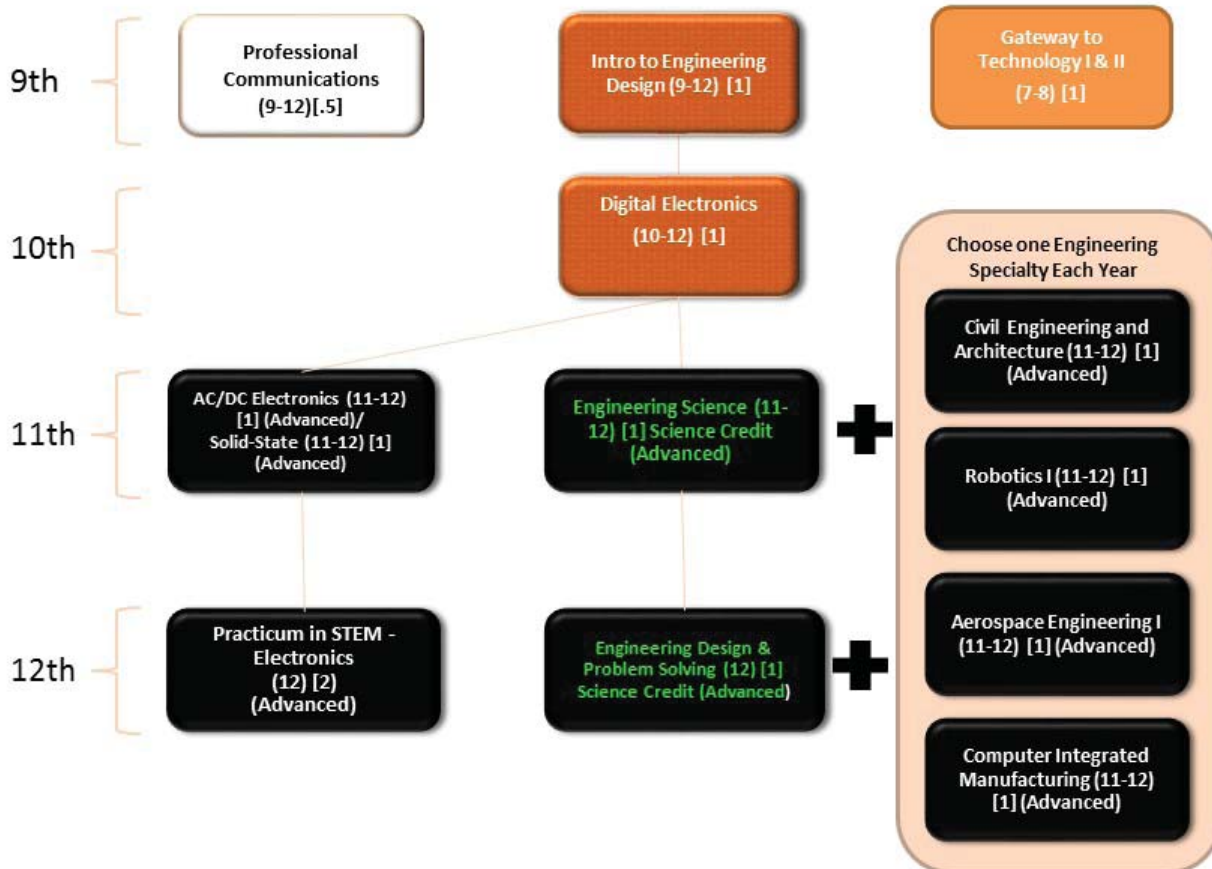 9th
Professional
Communications
(9-12)[.5]
Intro to Engineering
Design (9-12) [1]
Gateway to
Technology I & II
(7-8) [1]
10th
Digital Electronics
(10-12) [1]
Choose one Engineering
Specialty Each Year
Civil Engineering and
Architecture (11-12) [1]
(Advanced)
11th
AC/DC Electronics (11-12)
[1] (Advanced)/
Solid-State (11-12) [1]
(Advanced)
Engineering Science (11-
12) [1] Science Credit
(Advanced)
Robotics I (11-12) [1]
(Advanced)
12th
Practicum in STEM -
Electronics
(12) [2]
(Advanced)
Engineering Design &
Problem Solving (12) [1]
Science Credit (Advanced)
Aerospace Engineering I
(11-12) [1] (Advanced)
Computer Integrated
Manufacturing (11-12)
[1] (Advanced)